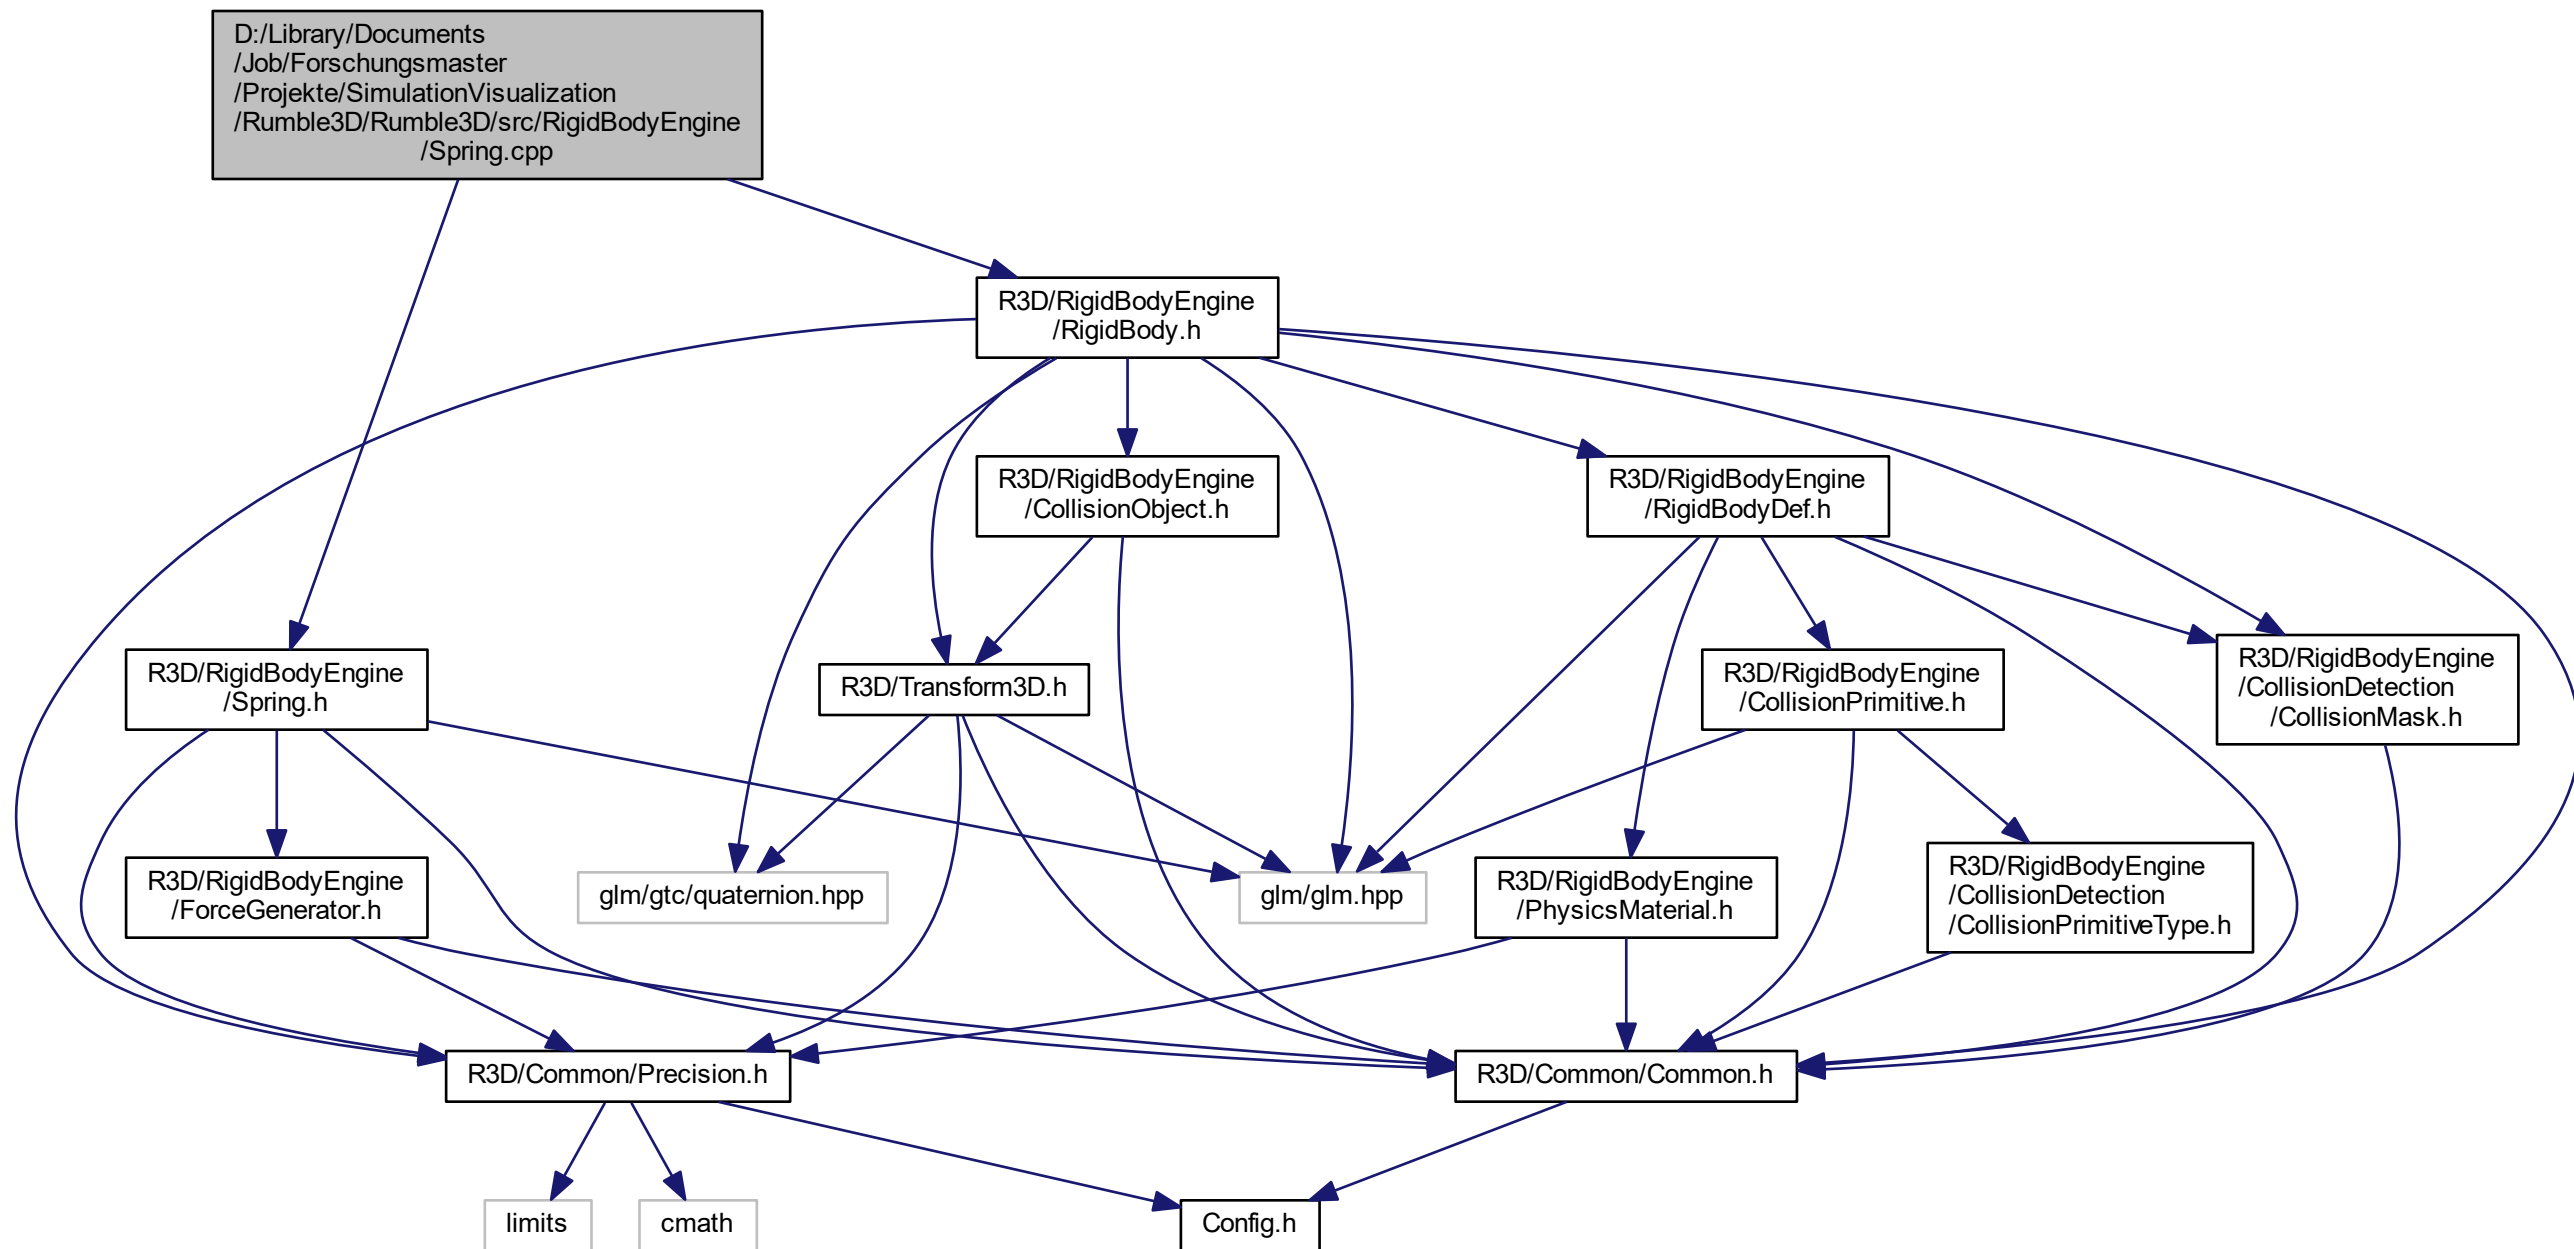 D:/Library/Documents
/Job/Forschungsmaster
/Projekte/SimulationVisualization
/Rumble3D/Rumble3D/src/RigidBodyEngine
/Spring.cpp
R3D/RigidBodyEngine
/RigidBody.h
R3D/RigidBodyEngine
/CollisionObject.h
R3D/RigidBodyEngine
/RigidBodyDef.h
R3D/RigidBodyEngine
/Spring.h
R3D/Transform3D.h
R3D/RigidBodyEngine
/CollisionPrimitive.h
R3D/RigidBodyEngine
/CollisionDetection
/CollisionMask.h
R3D/RigidBodyEngine
/ForceGenerator.h
glm/gtc/quaternion.hpp
glm/glm.hpp
R3D/RigidBodyEngine
/PhysicsMaterial.h
R3D/RigidBodyEngine
/CollisionDetection
/CollisionPrimitiveType.h
R3D/Common/Precision.h
R3D/Common/Common.h
limits
cmath
Config.h